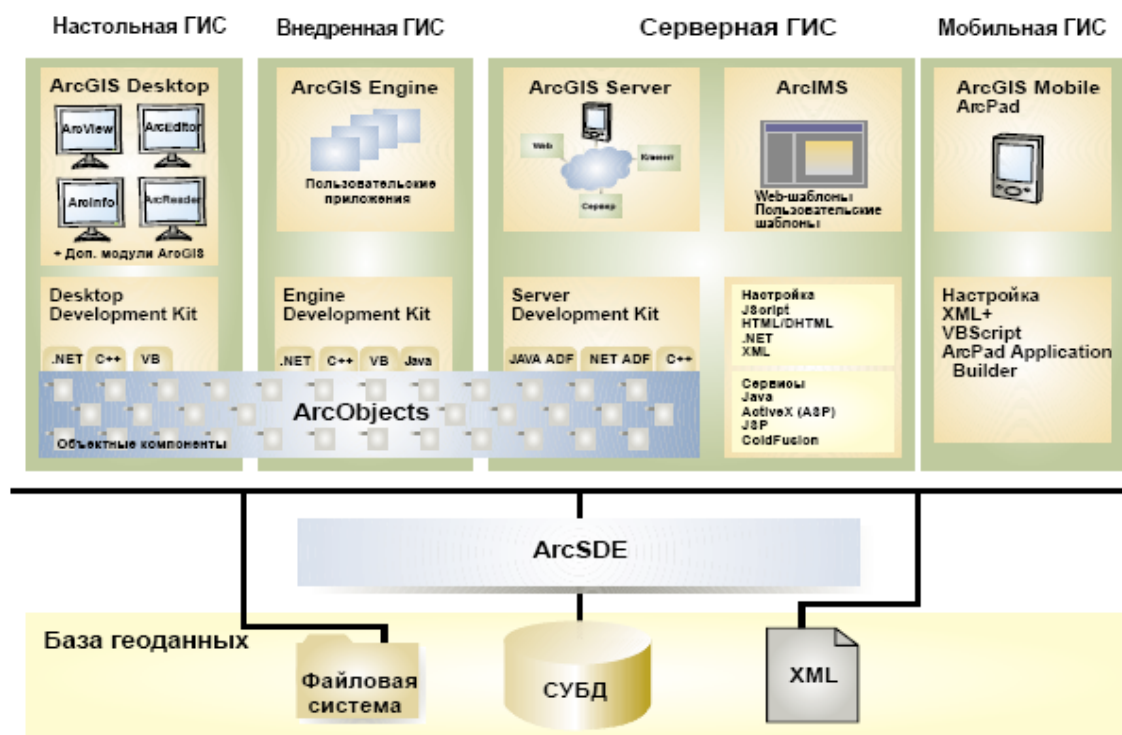 Настольная ГИС
Внедренная ГИС
Серверная ГИС
Мобильная ГИС
ArcGIS Desktop
ArcView
ArcEditor
ArcInfo
ArcReader
+ Доп. модули ArcGIS
ArcGIS Engine
Пользовательские
приложения
ArcGIS Server
Web
Клиент
Сервер
ArcIMS
Web-шаблоны
Пользовательские
шаблоны
ArcGIS Mobile
ArcPad
Desktop
Development Kit
.NET
C++
VB
Engine
Development Kit
.NET
C++
VB
Java
Server
Development Kit
JAVA ADF
NET ADF
C++
Настройка
JScript
HTML/DHTML
.NET
XML
Сервисы
Java
ActiveX (ASP)
JSP
ColdFusion
Настройка
XML+
VBScript
ArcPad Application
Builder
ArcObjects
Объектные компоненты
ArcSDE
База геоданных
Файловая
система
СУБД
XML